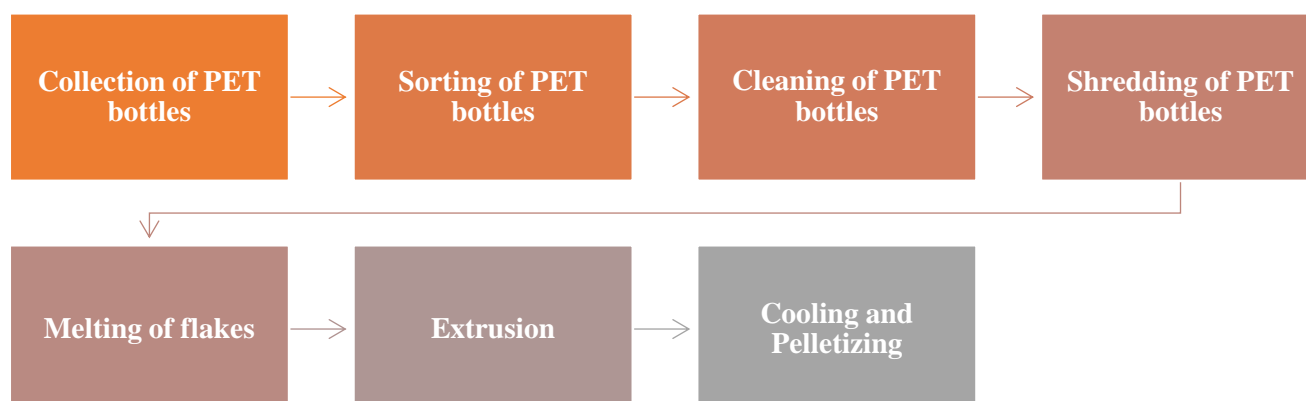 Collection of PET
bottles
Sorting of PET
bottles
Cleaning of PET
bottles
Shredding of PET
bottles
Melting of flakes
Extrusion
Cooling and
Pelletizing